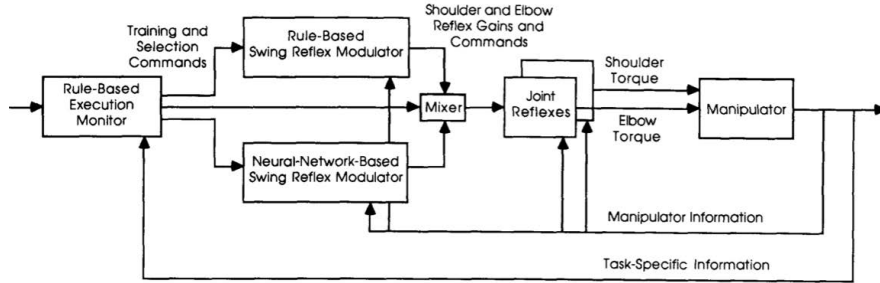 Training and
Selection
Commands
Rule-Based
Swing Reflex Modulator
Shoulder and Elbow
Reflex Gains and
Commands
Rule-Based
Execution
Monitor
Mixer
Joint
Reflexes
Shoulder
Torque
Elbow
Torque
Manipulator
Neural-Network-Based
Swing Reflex Modulator
Manipulator Information
Task-Specific Information